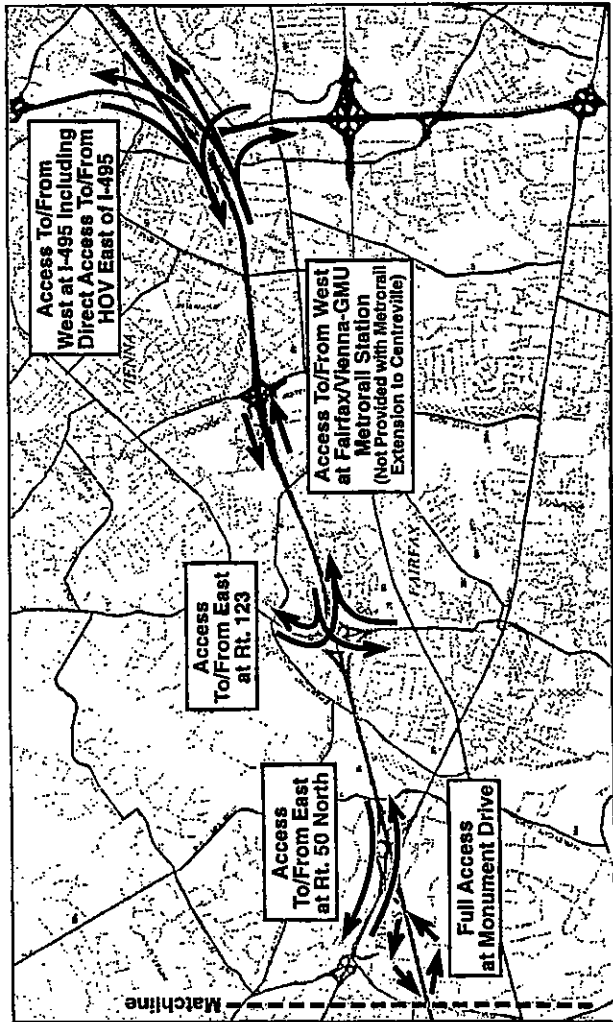 Access To/From
West at I-495 Including
Direct Access To/From
HOV East of I-495
VIENNA
Access To/From West
at Fairfax/Vienna-GMU
Metrorail Station
(Not Provided with Metrorail
Extension to Centreville)
FAIRFAX
Access
To/From East
at Rt. 123
Access
To/From East
at Rt. 50 North
Full Access
at Monument Drive
Matchline